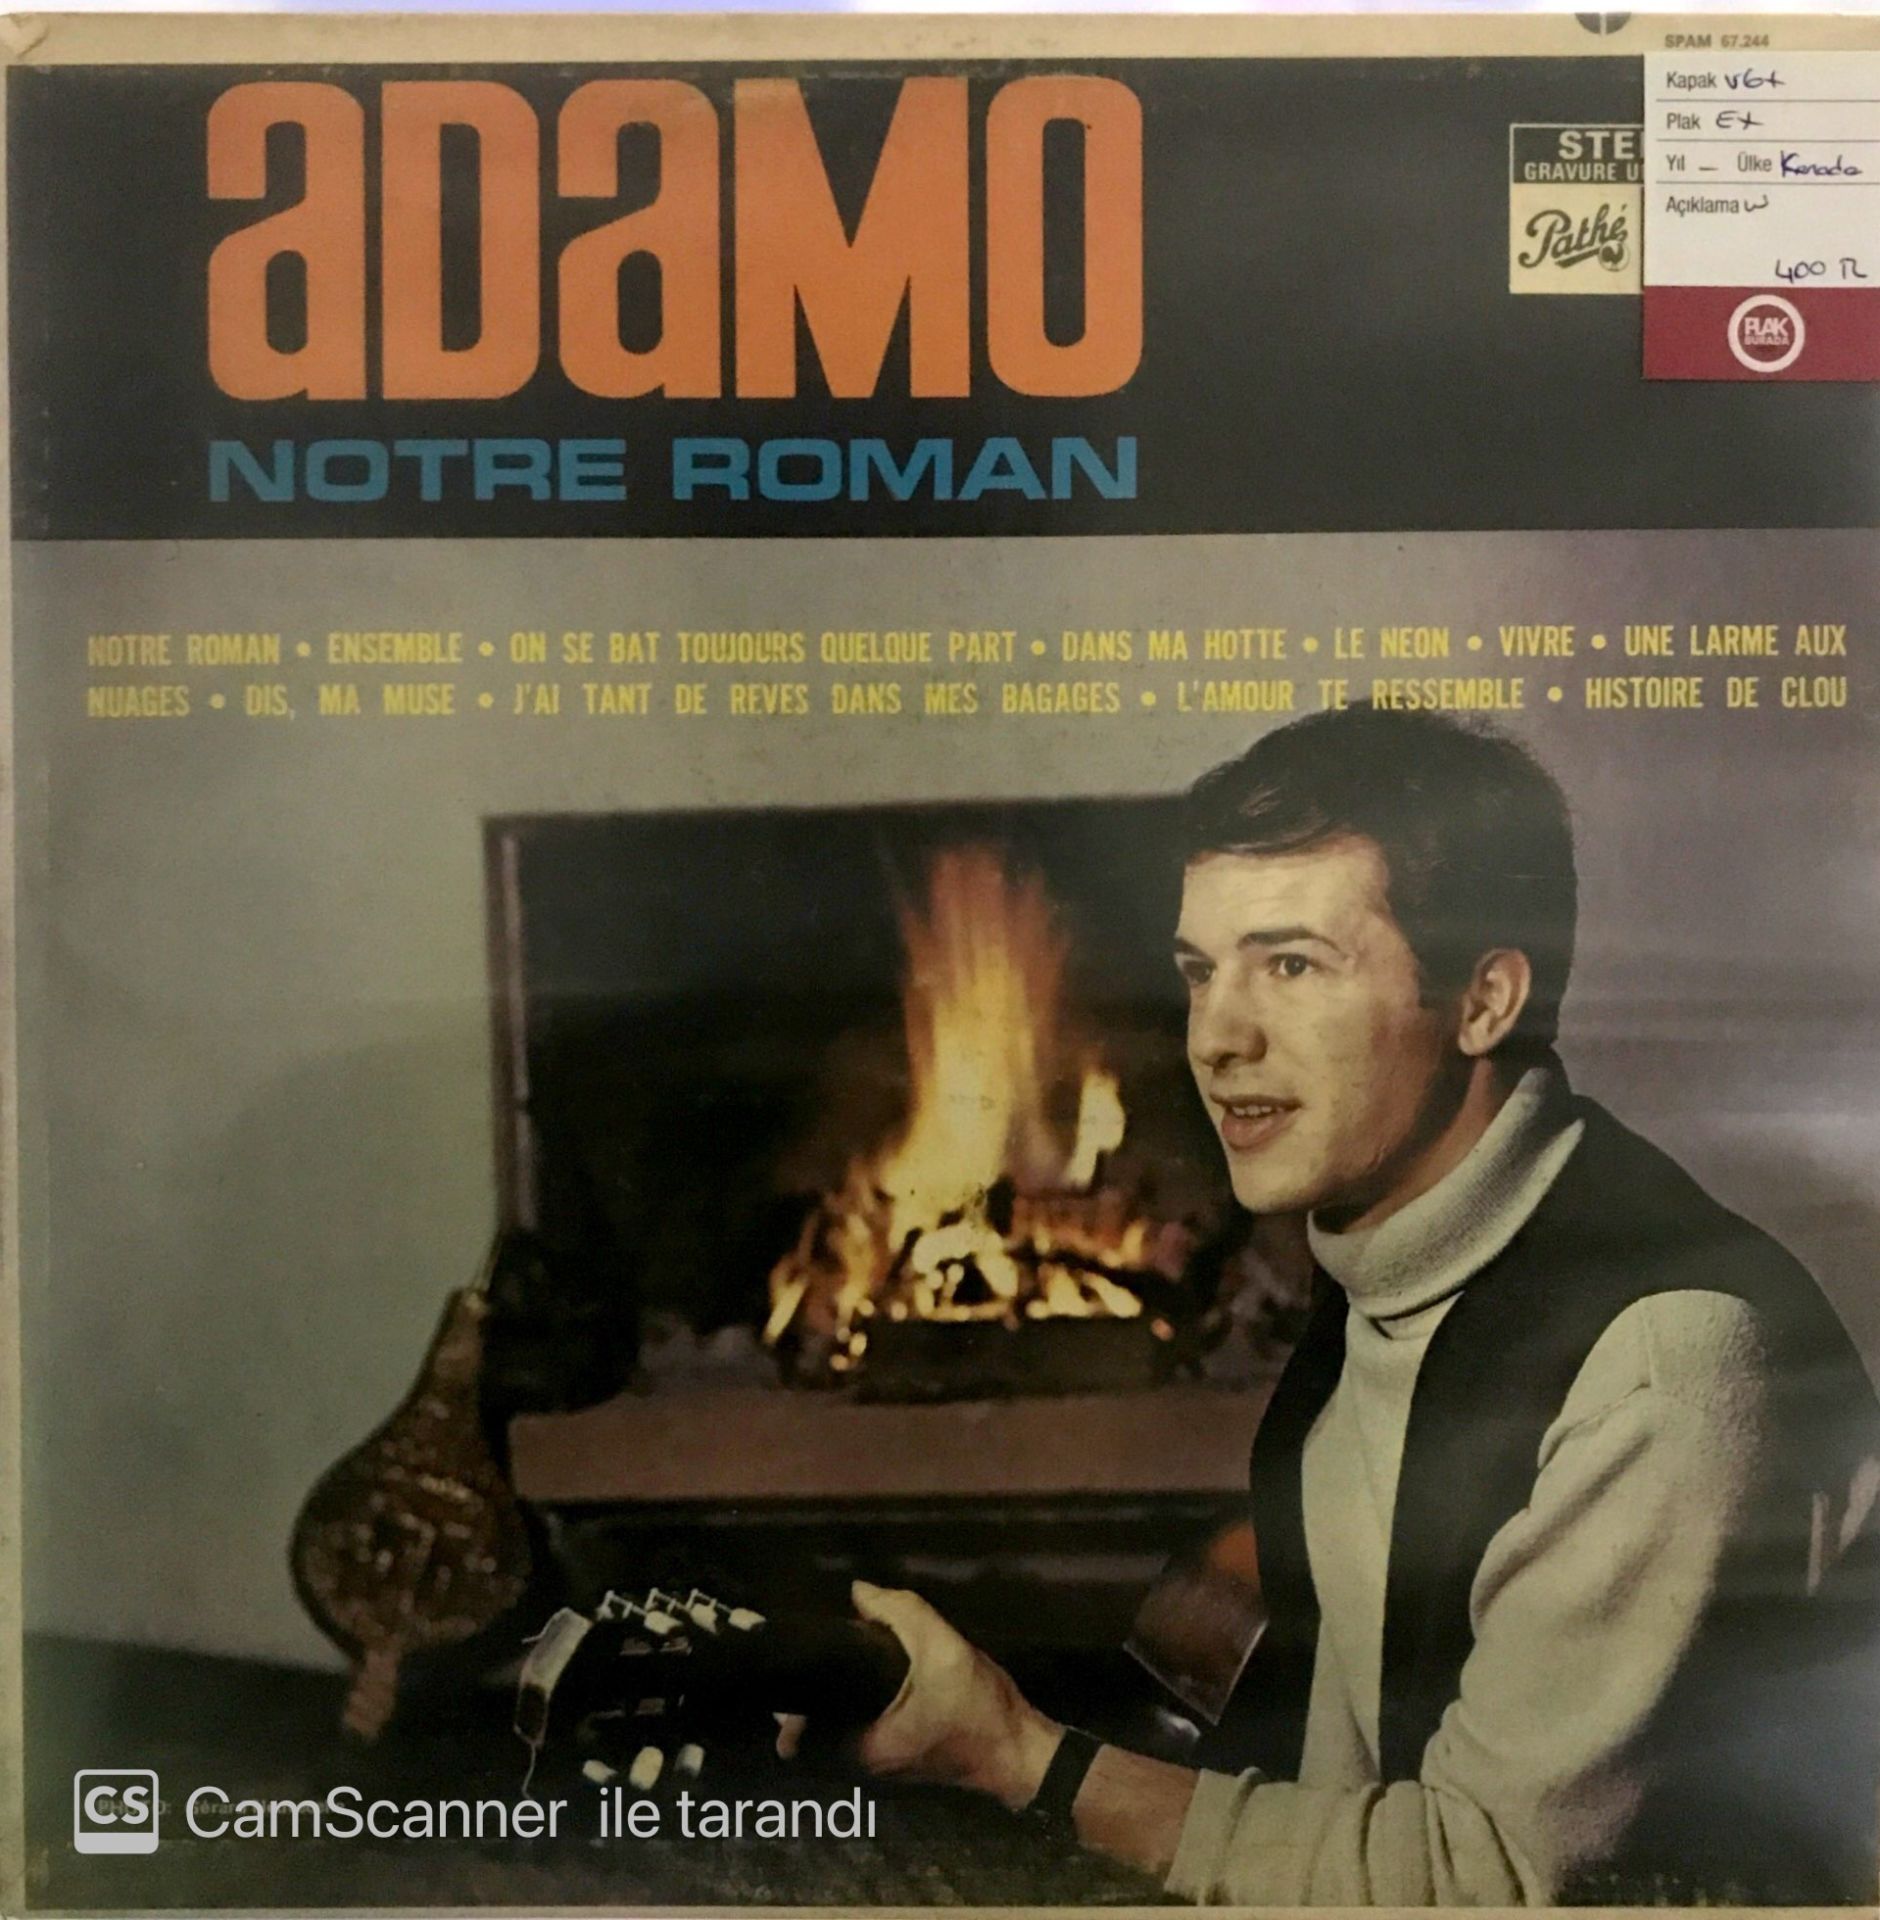 SPAM 67.244
aDaMO
NOTRE ROMAN
STE
GRAVURE U
Pathé
Kapak VG+
Plak EX
Yıl - Ülke Kanada
Açıklama
400 TL
PLAK
BURADA
NOTRE ROMAN • ENSEMBLE • ON SE BAT TOUJOURS QUELQUE PART • DANS MA HOTTE • LE NEON • VIVRE • UNE LARME AUX
NUAGES • DIS, MA MUSE • J'AI TANT DE REVES DANS MES BAGAGES • L'AMOUR TE RESSEMBLE • HISTOIRE DE CLOU
CS CamScanner ile tarandı